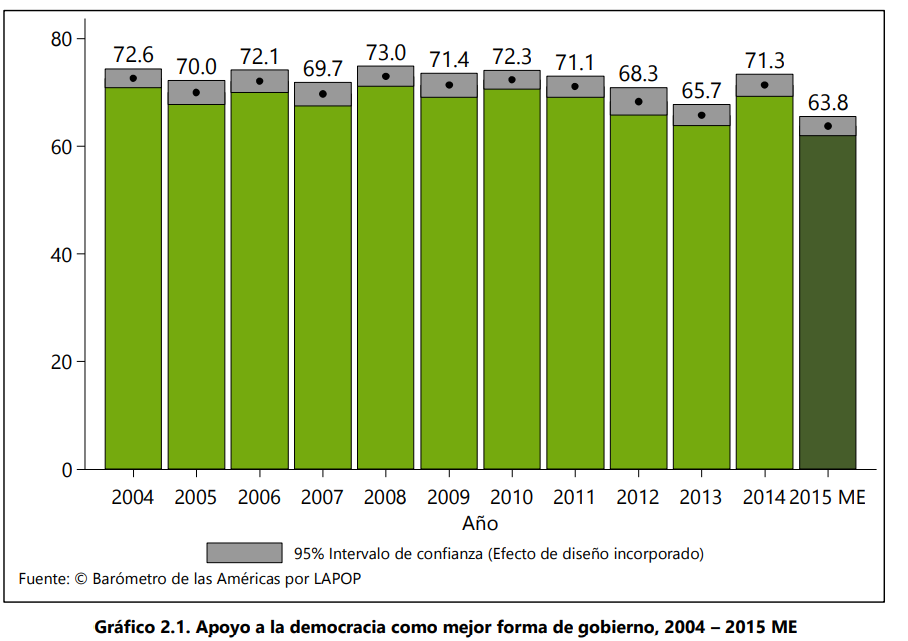 80
60
40
20
0
72.6 70.0 72.1 69.7 73.0 71.4 72.3 71.1 68.3 65.7 71.3 63.8
2004 2005 2006 2007 2008 2009 2010 2011 2012 2013 2014 2015 ME
Año
95% Intervalo de confianza (Efecto de diseño incorporado)
Fuente: © Barómetro de las Américas por LAPOP
Gráfico 2.1. Apoyo a la democracia como mejor forma de gobierno, 2004 – 2015 ME